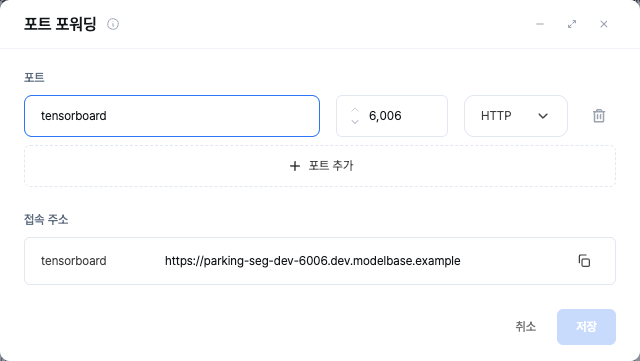 포트 포워딩
포트
tensorboard 6,006 HTTP
포트 추가
접속 주소
tensorboard https://parking-seg-dev-6006.dev.modelbase.example
취소 저장